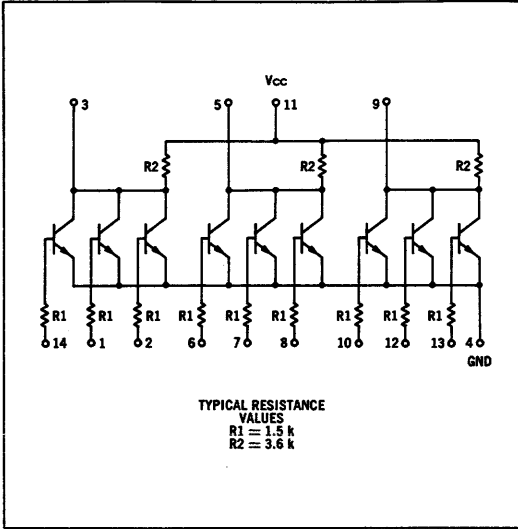 Vcc
3 5 11 9
R2 R2 R2
R1 R1 R1 R1 R1 R1 R1 R1 R1
14 1 2 6 7 8 10 12 13 4
GND
TYPICAL RESISTANCE
VALUES
R1 = 1.5 k
R2 = 3.6 k